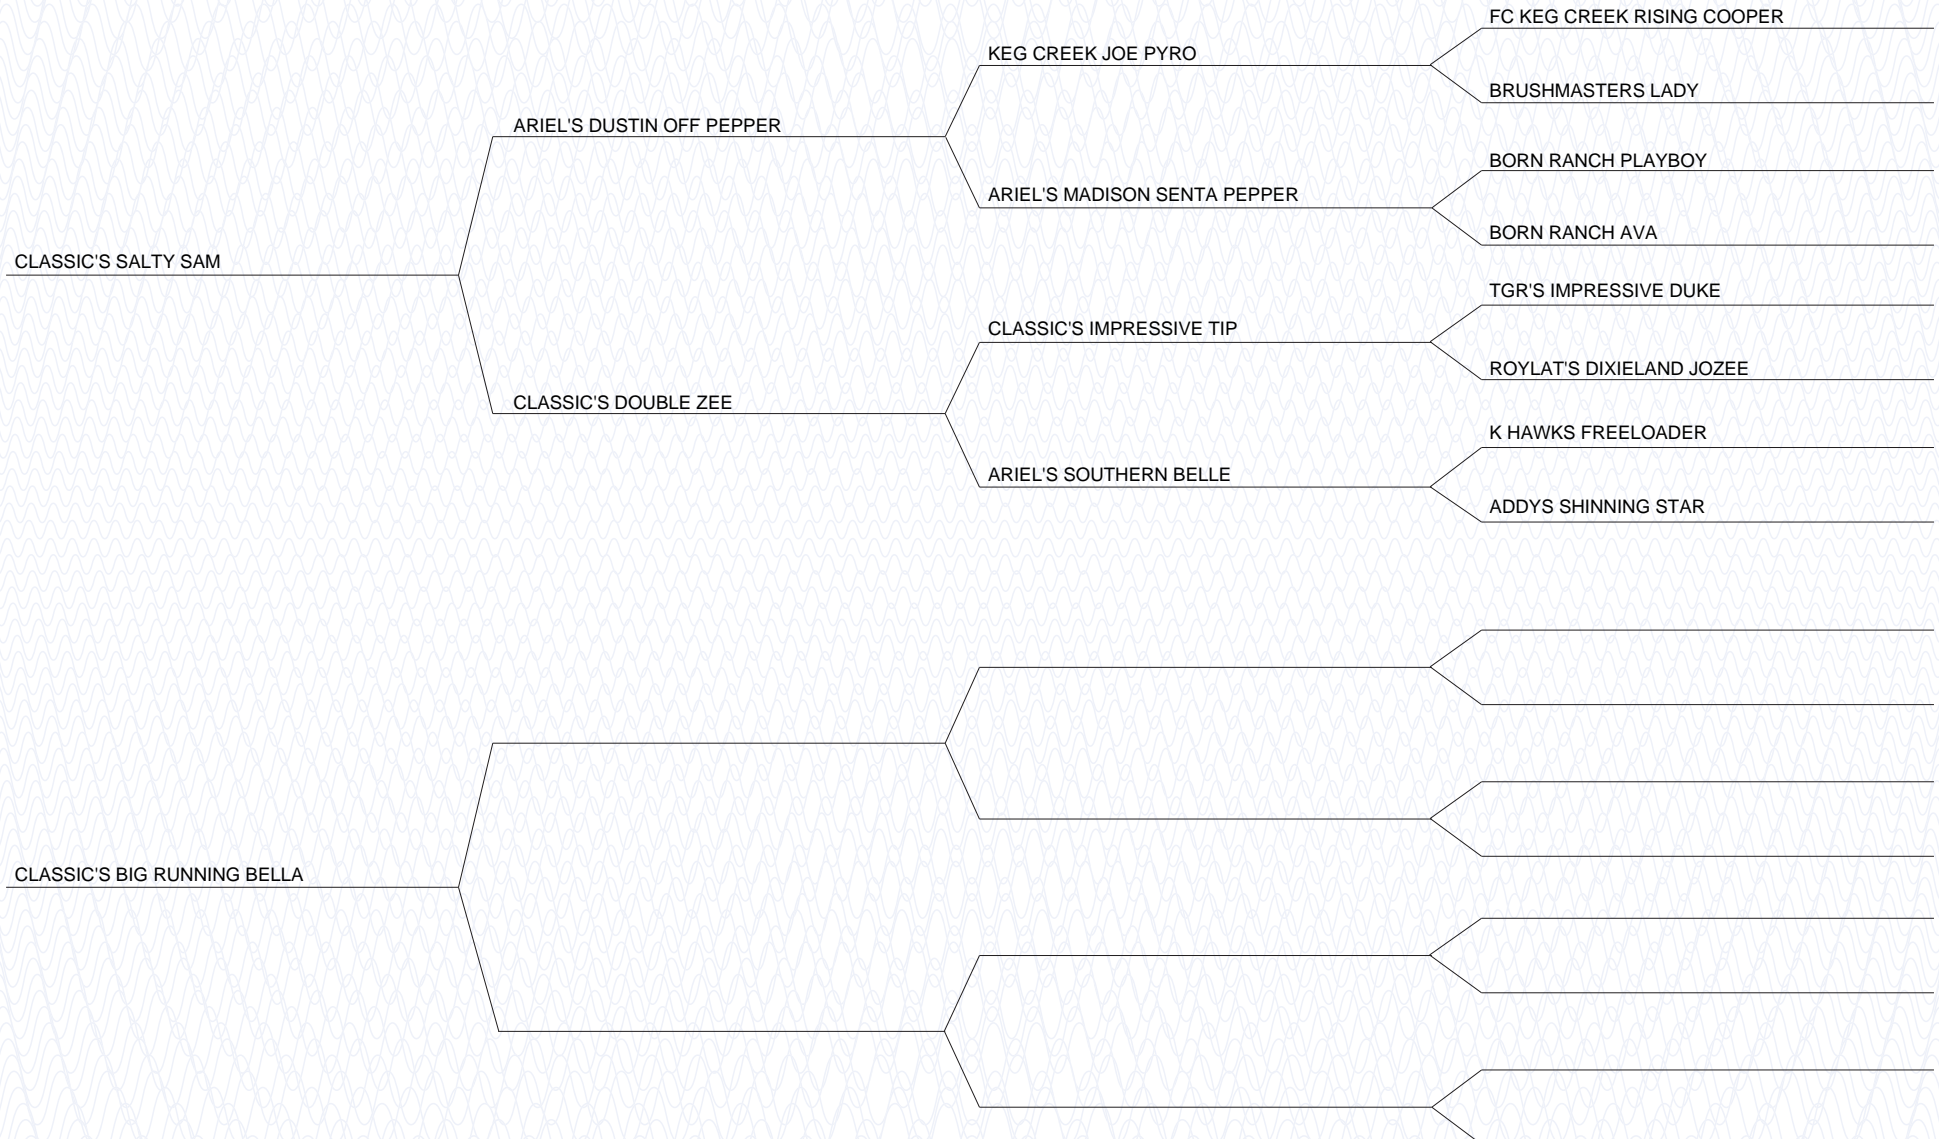 FC KEG CREEK RISING COOPER
KEG CREEK JOE PYRO
BRUSHMASTERS LADY
ARIEL'S DUSTIN OFF PEPPER
BORN RANCH PLAYBOY
ARIEL'S MADISON SENTA PEPPER
BORN RANCH AVA
CLASSIC'S SALTY SAM
TGR'S IMPRESSIVE DUKE
CLASSIC'S IMPRESSIVE TIP
ROYLAT'S DIXIELAND JOZEE
CLASSIC'S DOUBLE ZEE
K HAWKS FREELOADER
ARIEL'S SOUTHERN BELLE
ADDYS SHINNING STAR
CLASSIC'S BIG RUNNING BELLA